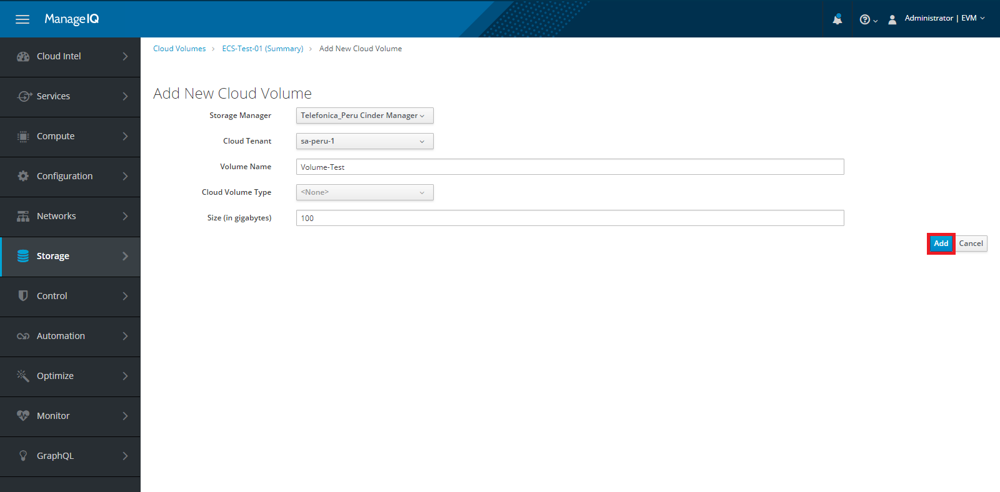 ManageIQ
Administrator | EVM
Cloud Intel
Services
Compute
Configuration
Networks
Storage
Control
Automation
Optimize
Monitor
GraphQL
Cloud Volumes > ECS-Test-01 (Summary) > Add New Cloud Volume
Add New Cloud Volume
Storage Manager Telefonica_Peru Cinder Manager
Cloud Tenant sa-peru-1
Volume Name Volume-Test
Cloud Volume Type <None>
Size (in gigabytes) 100
Add Cancel